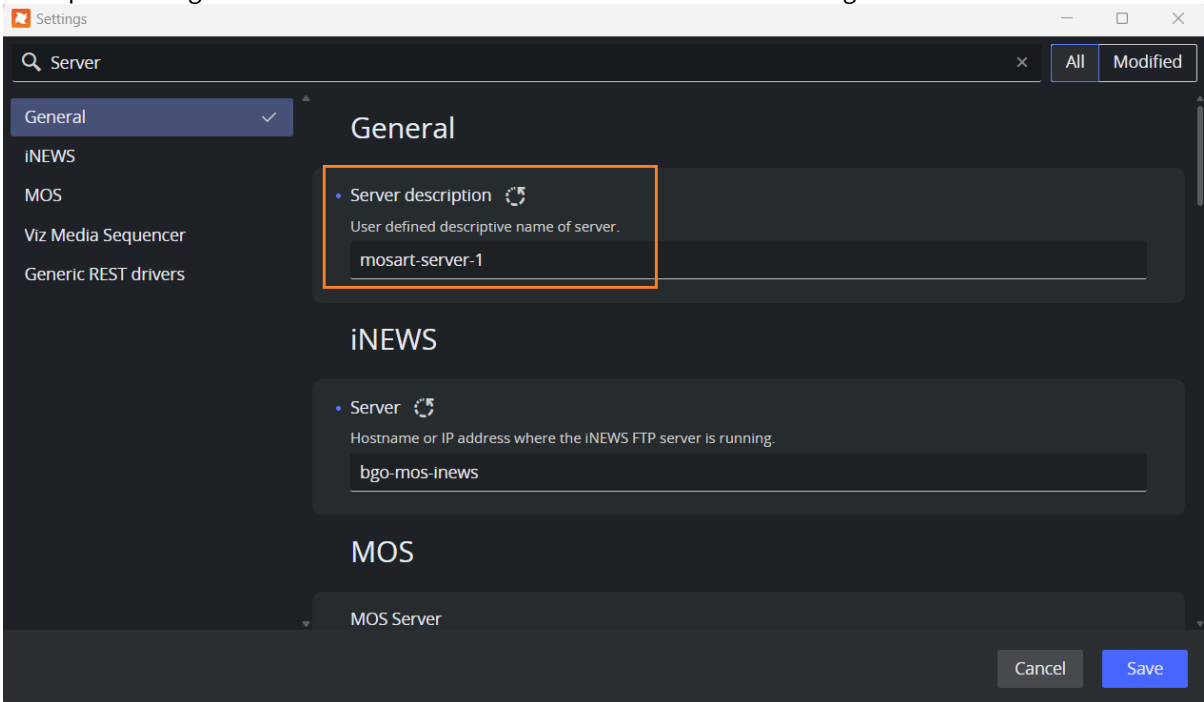 Settings
Server
All
Modified
General
iNEWS
MOS
Viz Media Sequencer
Generic REST drivers
General
Server description
User defined descriptive name of server.
mosart-server-1
iNEWS
Server
Hostname or IP address where the iNEWS FTP server is running.
bgo-mos-inews
MOS
MOS Server
Cancel
Save